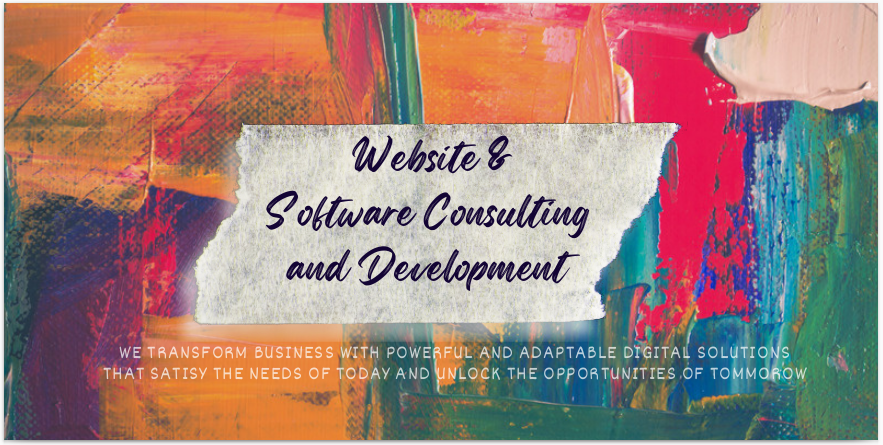 Website &
Software Consulting
and Development
WE TRANSFORM BUSINESS WITH POWERFUL AND ADAPTABLE DIGITAL SOLUTIONS
THAT SATISY THE NEEDS OF TODAY AND UNLOCK THE OPPORTUNITIES OF TOMMOROW